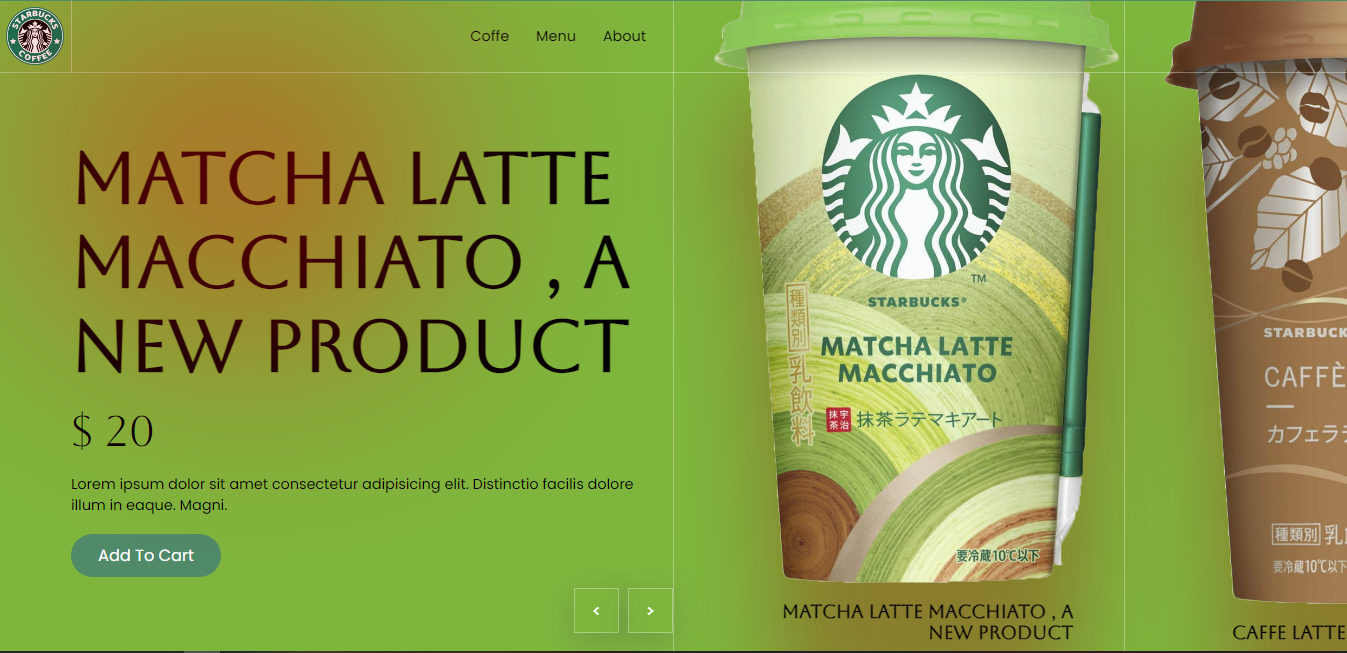 STARBUCKS
COFFEE
Coffe
Menu
About
MATCHA LATTE
MACCHIATO , A
NEW PRODUCT
$ 20
Lorem ipsum dolor sit amet consectetur adipisicing elit. Distinctio facilis dolore
illum in eaque. Magni.
Add To Cart
<
>
TM
STARBUCKS®
種類別 乳飲料
MATCHA LATTE
MACCHIATO
宇治抹茶
抹茶ラテマキアート
要冷蔵10℃以下
MATCHA LATTE MACCHIATO , A
NEW PRODUCT
STARBUCK
CAFFÈ
カフェラ
種類別 乳
要冷蔵10℃以下
CAFFE LATTE